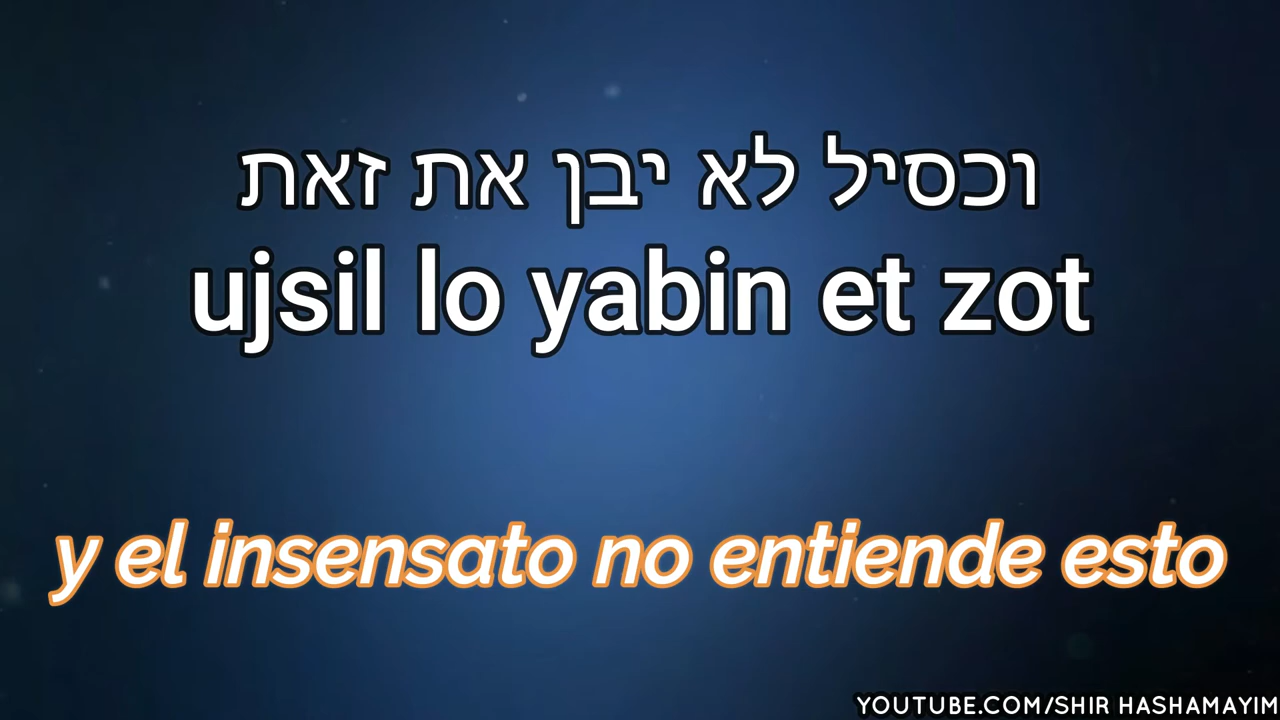 וכסיל לא יבן את זאת
ujsil lo yabin et zot
y el insensato no entiende esto
YOUTUBE.COM/SHIR HASHAMAYIM